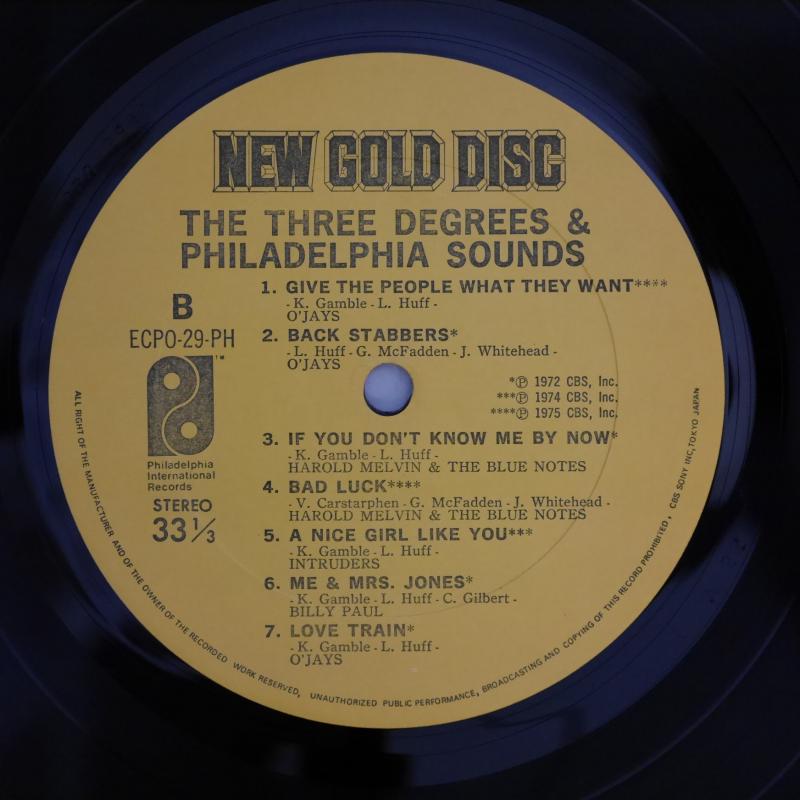 NEW GOLD DISC
THE THREE DEGREES &
PHILADELPHIA SOUNDS
B
ECPO-29-PH
TM
Philadelphia
International
Records
STEREO
33 1/3
1. GIVE THE PEOPLE WHAT THEY WANT****
- K. Gamble - L. Huff -
O'JAYS
2. BACK STABBERS*
- L. Huff - G. McFadden - J. Whitehead -
O'JAYS
*Ⓟ 1972 CBS, Inc.
***Ⓟ 1974 CBS, Inc.
****Ⓟ 1975 CBS, Inc.
3. IF YOU DON'T KNOW ME BY NOW*
- K. Gamble - L. Huff -
HAROLD MELVIN & THE BLUE NOTES
4. BAD LUCK****
- V. Carstarphen - G. McFadden - J. Whitehead -
HAROLD MELVIN & THE BLUE NOTES
5. A NICE GIRL LIKE YOU***
- K. Gamble - L. Huff -
INTRUDERS
6. ME & MRS. JONES*
- K. Gamble - L. Huff - C. Gilbert -
BILLY PAUL
7. LOVE TRAIN*
- K. Gamble - L. Huff -
O'JAYS
ALL RIGHT OF THE MANUFACTURER AND OF THE OWNER OF THE RECORDED WORK RESERVED, UNAUTHORIZED PUBLIC PERFORMANCE, BROADCASTING AND COPYING OF THIS RECORD PROHIBITED, CBS SONY INC, TOKYO JAPAN